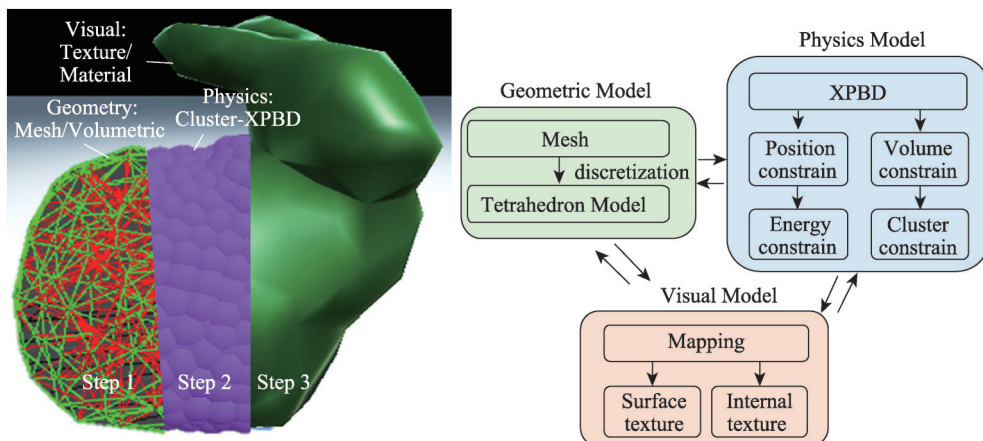 Visual:
Texture/
Material
Geometry:
Mesh/Volumetric
Physics:
Cluster-XPBD
Step 1
Step 2
Step 3
Geometric Model
Mesh
discretization
Tetrahedron Model
Physics Model
XPBD
Position
constrain
Volume
constrain
Energy
constrain
Cluster
constrain
Visual Model
Mapping
Surface
texture
Internal
texture